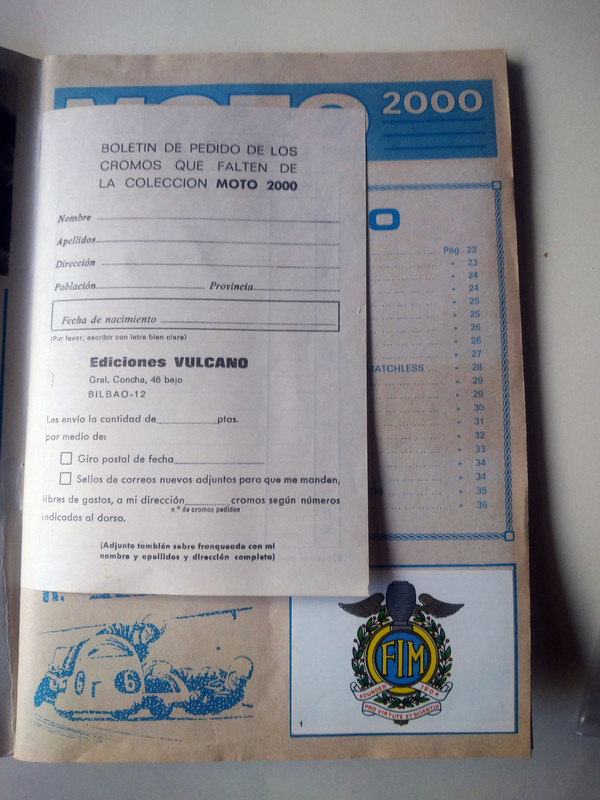 MOTO 2000
BOLETIN DE PEDIDO DE LOS
CROMOS QUE FALTEN DE
LA COLECCION MOTO 2000
Nombre
Apellidos
Dirección
Población Provincia
Fecha de nacimiento
(Por favor, escribir con letra bien clara)
Ediciones VULCANO
Gral. Concha, 46 bajo
BILBAO-12
Les envío la cantidad de ptas.
por medio de:
Giro postal de fecha
Sellos de correos nuevos adjuntos para que me manden,
libres de gastos, a mi dirección cromos según números
n.º de cromos pedidos
indicados al dorso.
(Adjunto también sobre franqueado con mi
nombre y apellidos y dirección completa)
O
Pág. 22
" 23
" 24
" 24
" 25
" 25
" 26
" 26
" 27
MATCHLESS ... " 28
" 29
" 29
" 30
" 31
" 32
" 33
" 34
" 34
" 35
" 36
6
FIM
FOUNDED 1904
PRO VIRTUTE ET SCIENTIA
1